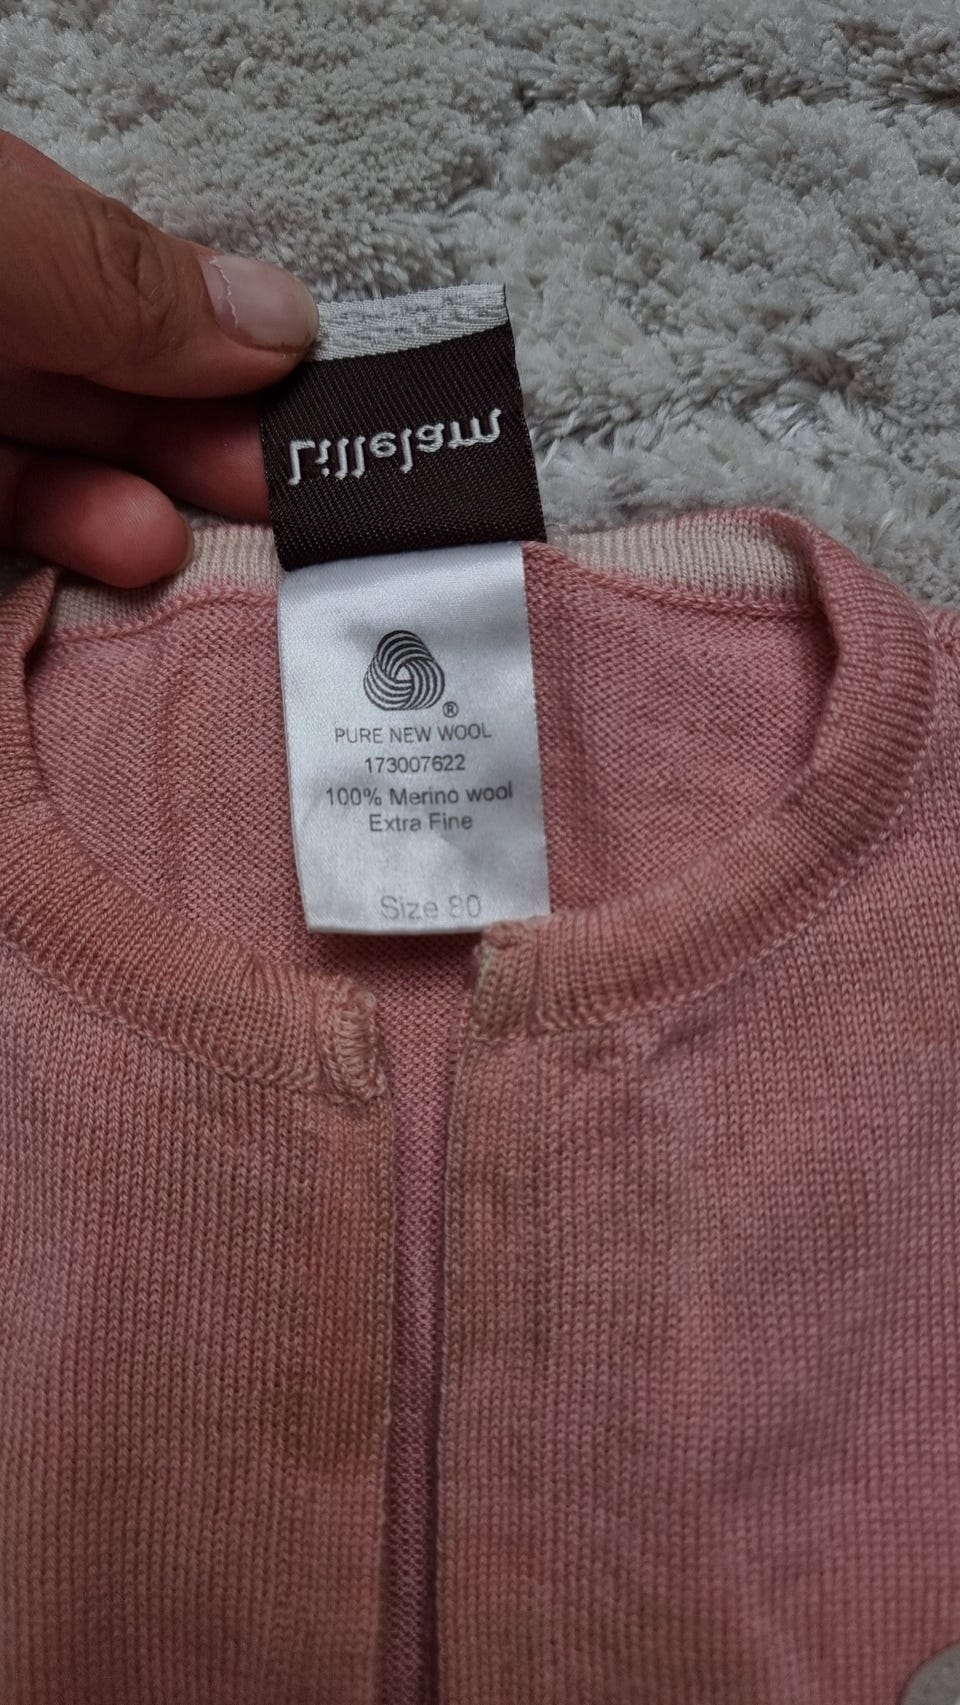 Lillelam
®
PURE NEW WOOL
173007622
100% Merino wool
Extra Fine
Size 80